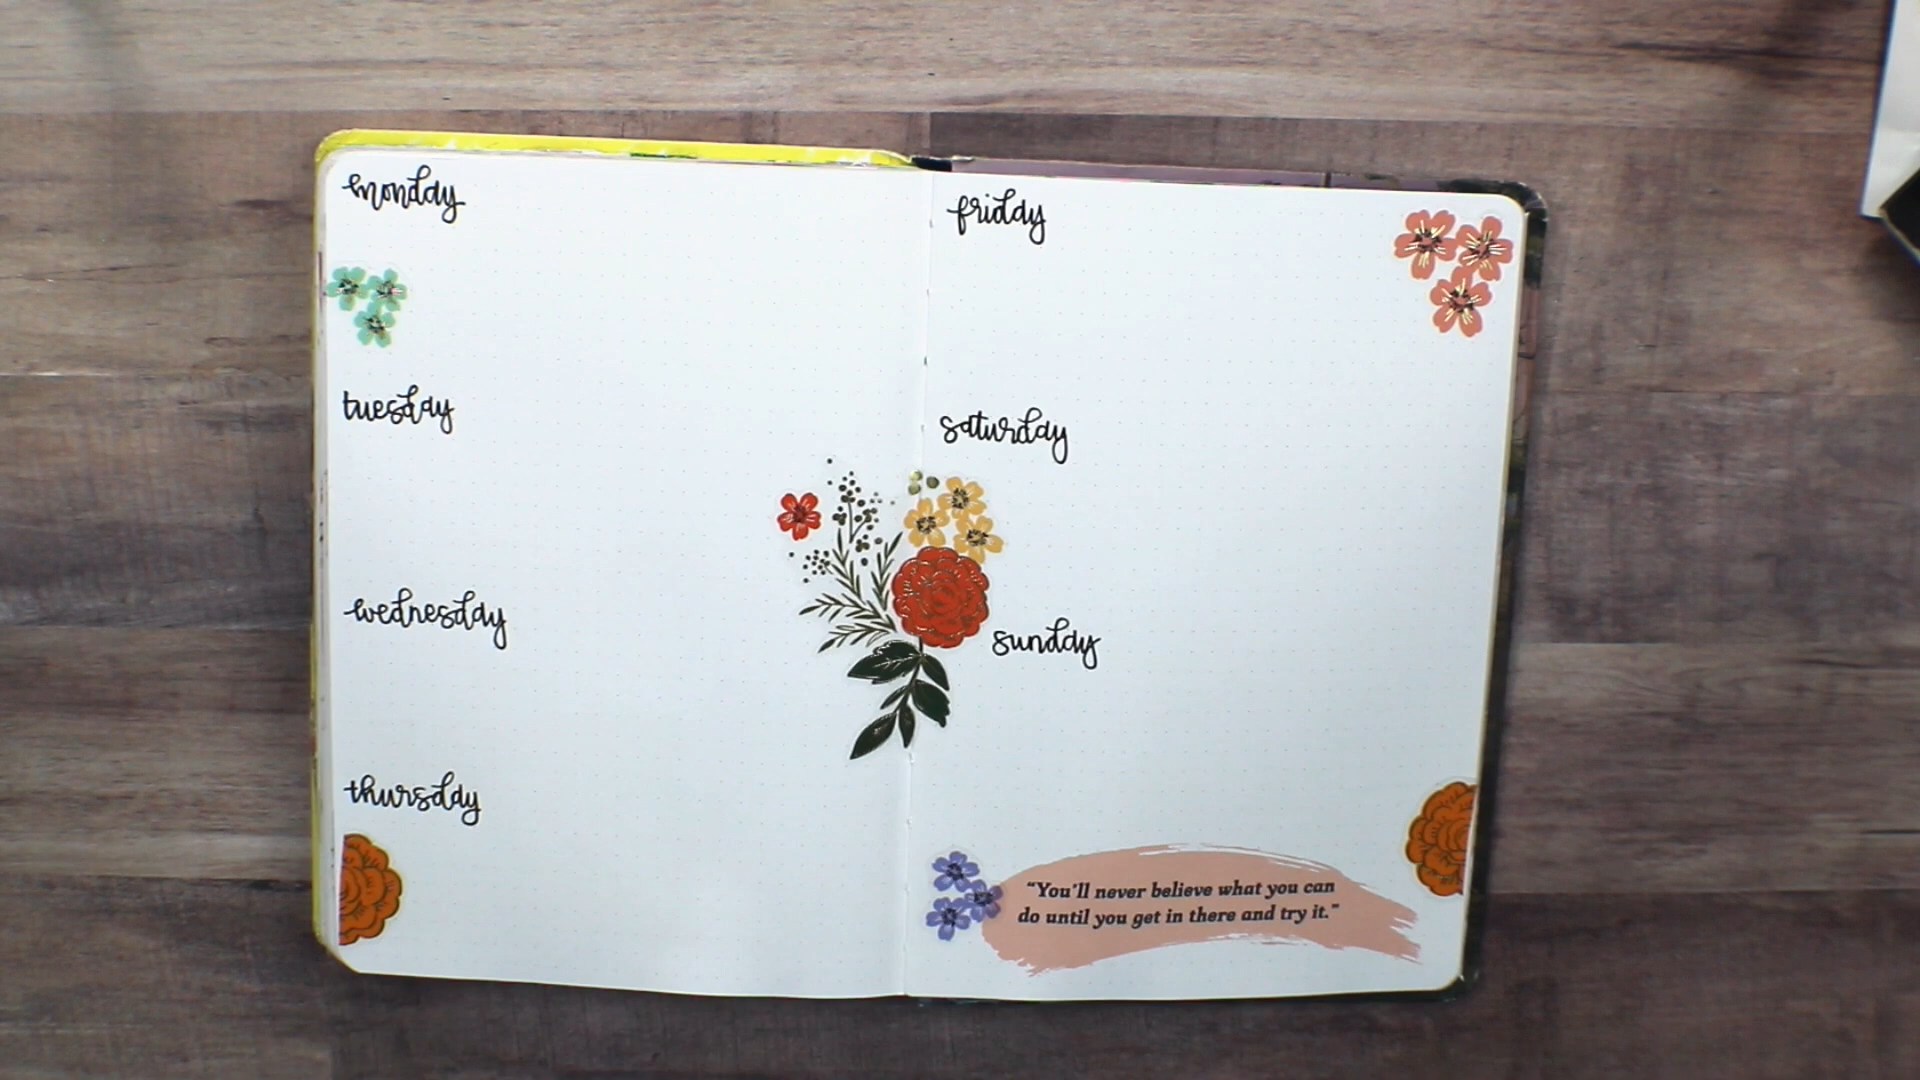 monday
tuesday
wednesday
thursday
friday
saturday
sunday
“You’ll never believe what you can
do until you get in there and try it.”